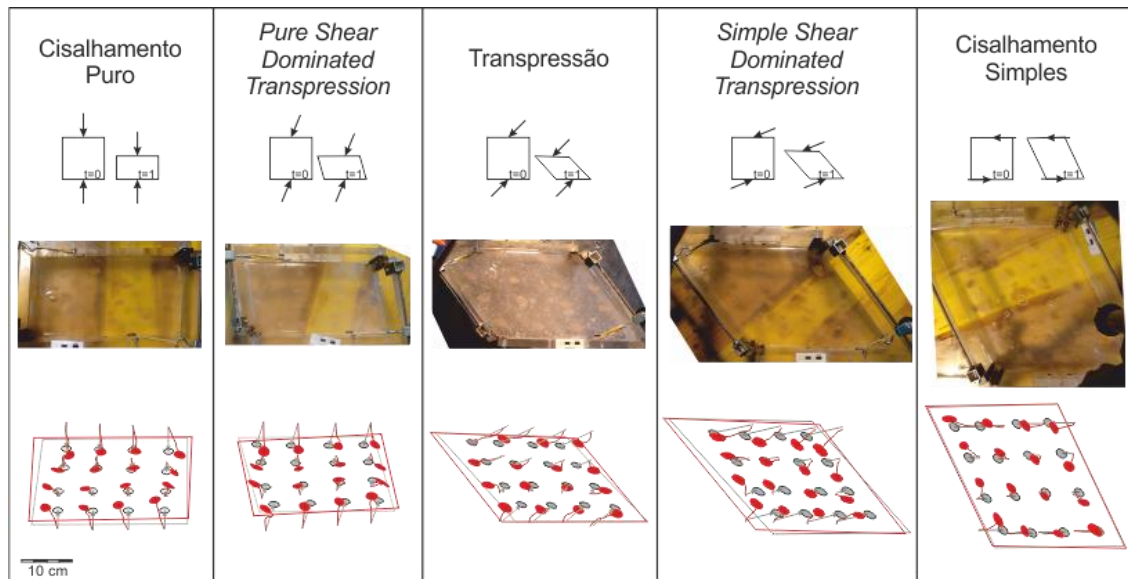 Cisalhamento
Puro
Pure Shear
Dominated
Transpression
Transpressão
Simple Shear
Dominated
Transpression
Cisalhamento
Simples
t=0 t=1
t=0 t=1
t=0 t=1
t=0 t=1
t=0 t=1
10 cm